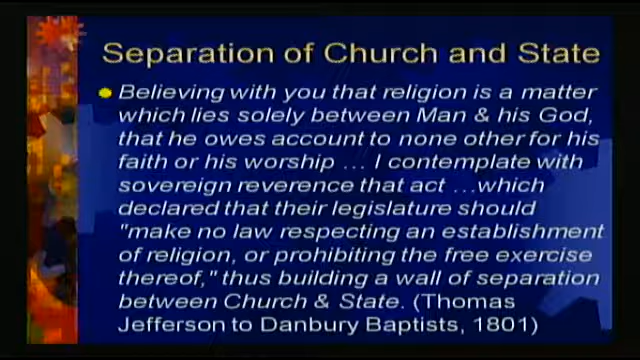 Separation of Church and State
Believing with you that religion is a matter
which lies solely between Man & his God,
that he owes account to none other for his
faith or his worship … I contemplate with
sovereign reverence that act …which
declared that their legislature should
"make no law respecting an establishment
of religion, or prohibiting the free exercise
thereof," thus building a wall of separation
between Church & State. (Thomas
Jefferson to Danbury Baptists, 1801)